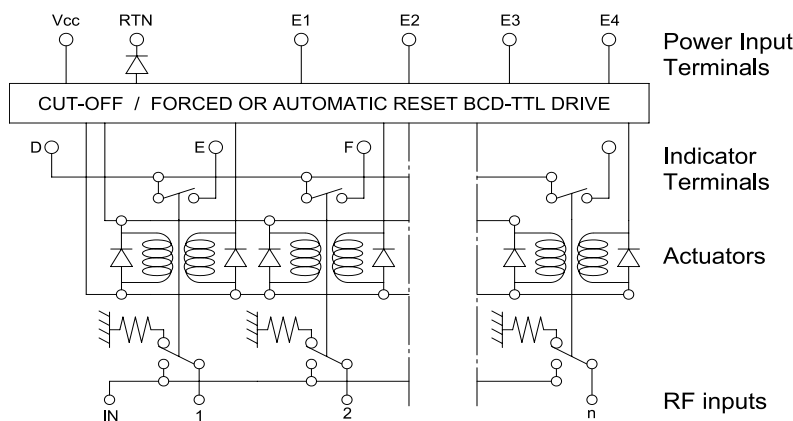 Vcc RTN E1 E2 E3 E4
Power Input
Terminals
CUT-OFF / FORCED OR AUTOMATIC RESET BCD-TTL DRIVE
D E F
Indicator
Terminals
Actuators
IN 1 2 n
RF inputs